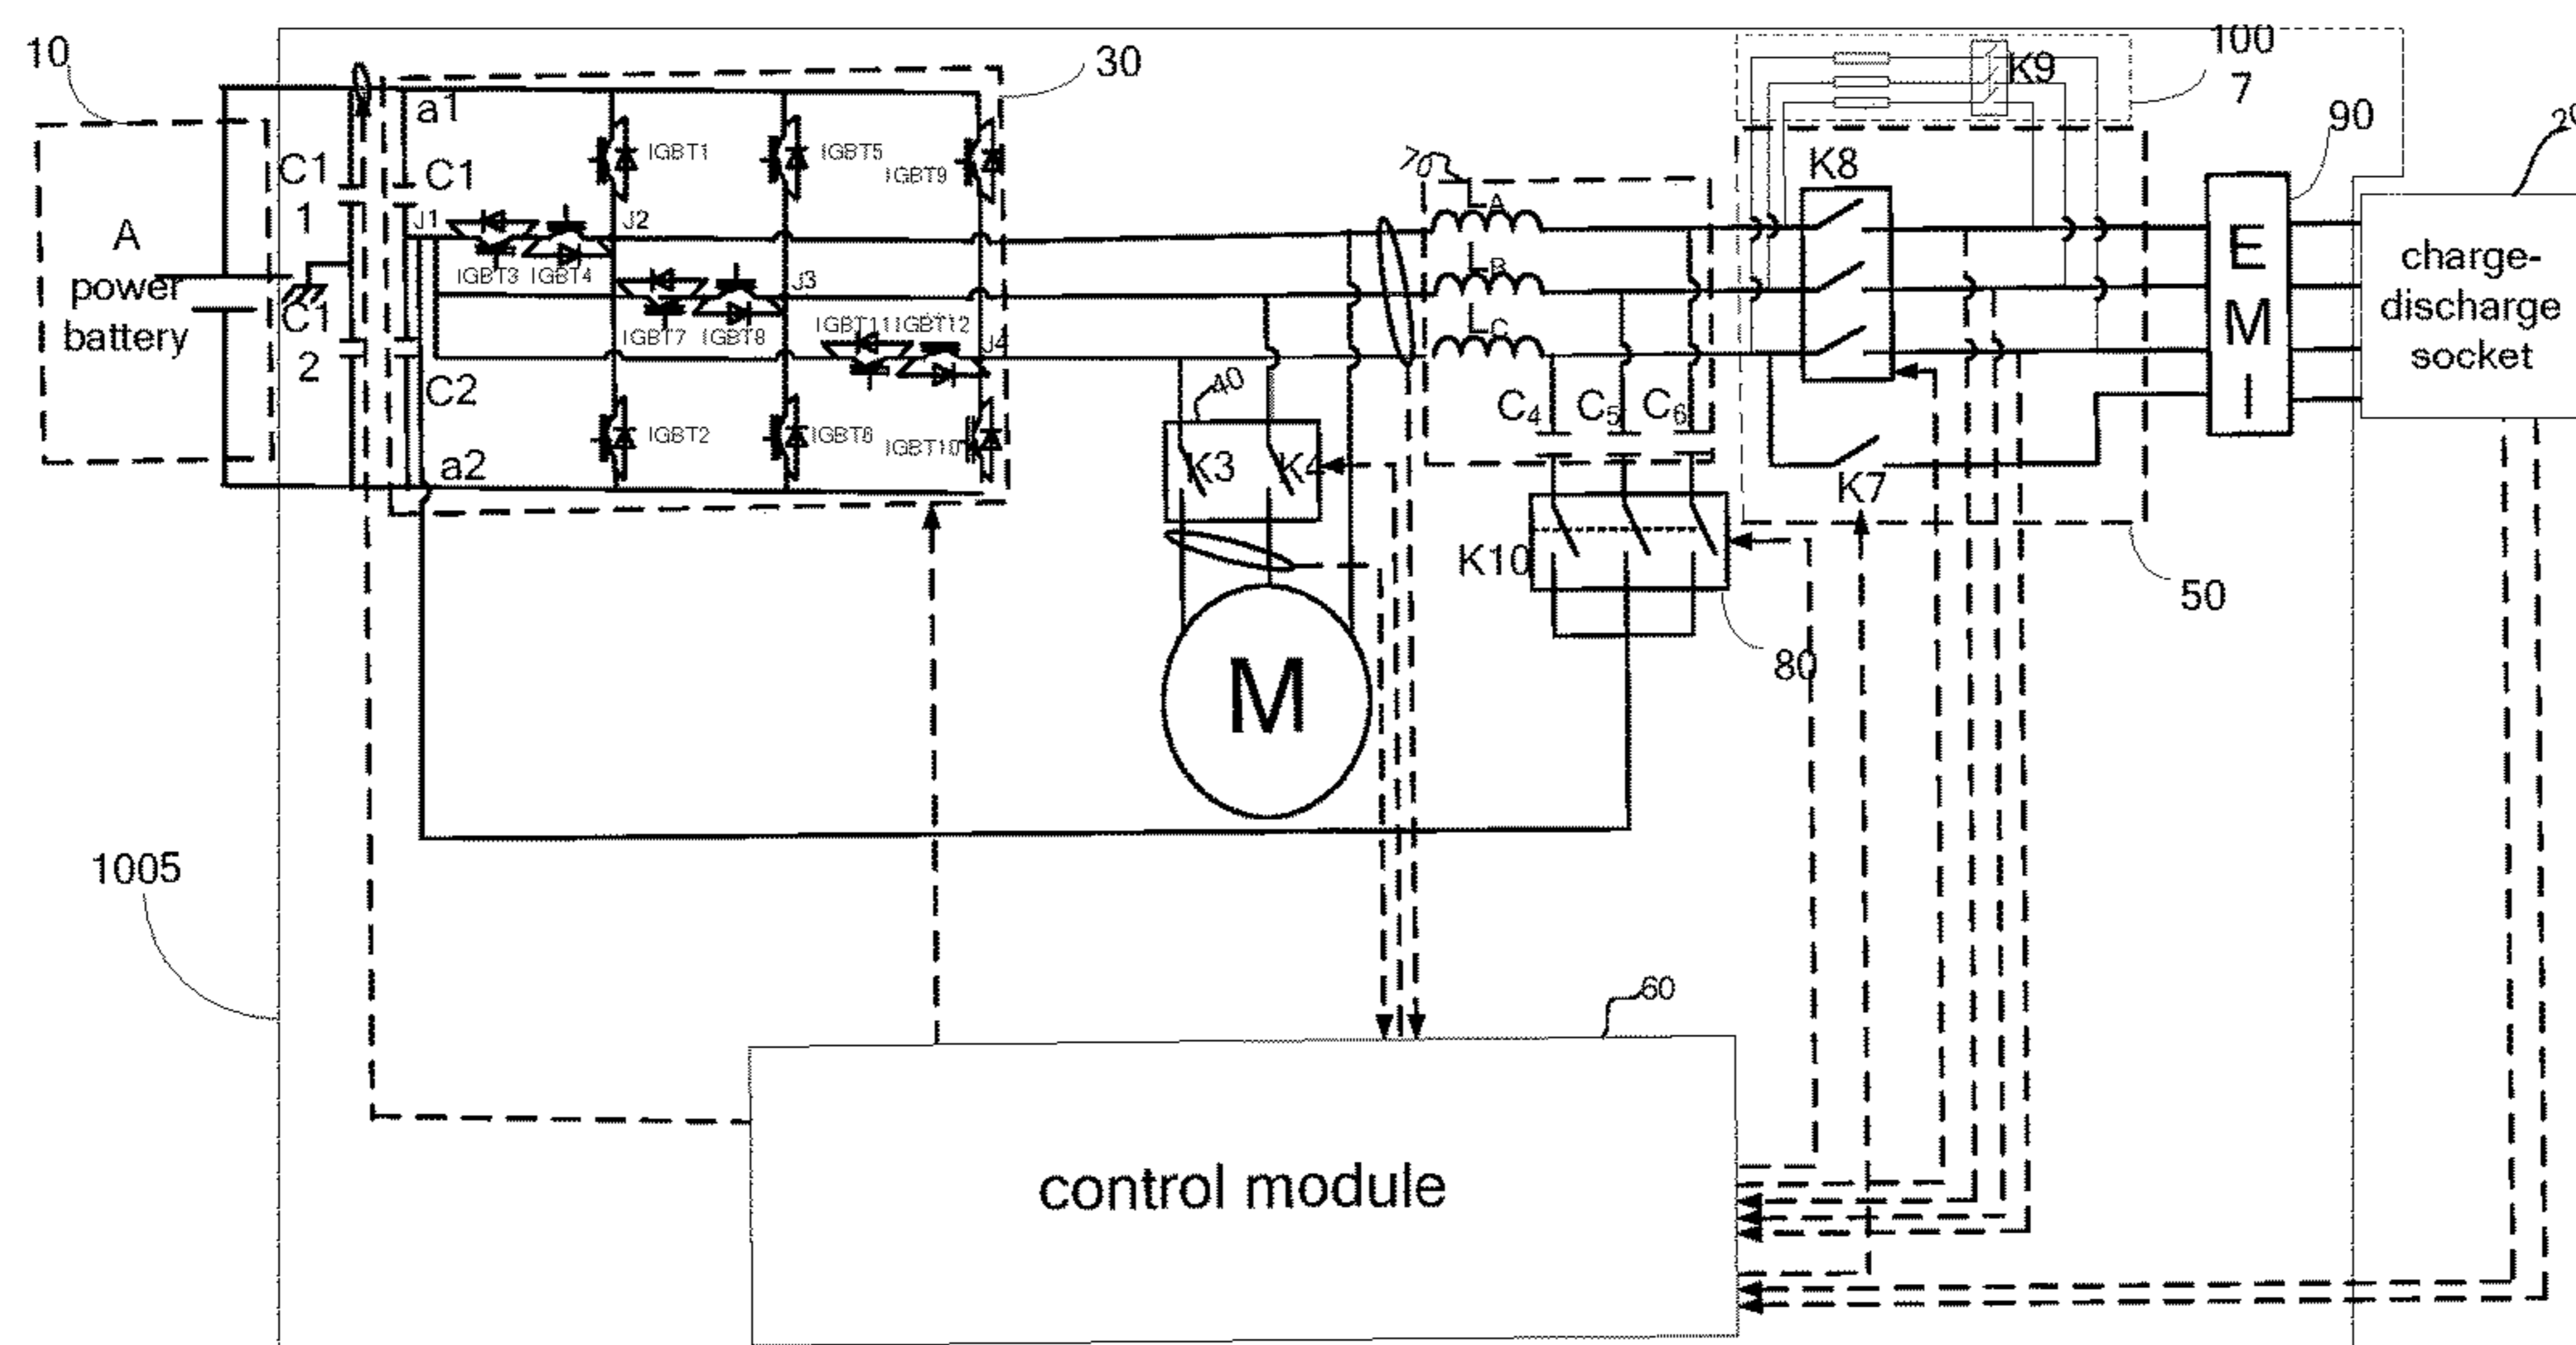 10
30
100
7
90
70
K9
a1
C1
1
C1
IGBT1
IGBT5
IGBT9
K8
LA
LB
LC
J1
J2
J3
J4
IGBT3
IGBT4
IGBT7
IGBT8
IGBT11
IGBT12
A
power
battery
C1
2
C2
a2
IGBT2
IGBT6
IGBT10
40
K3
K4
C4
C5
C6
K7
K10
E
M
I
charge-
discharge
socket
50
80
M
1005
60
control module